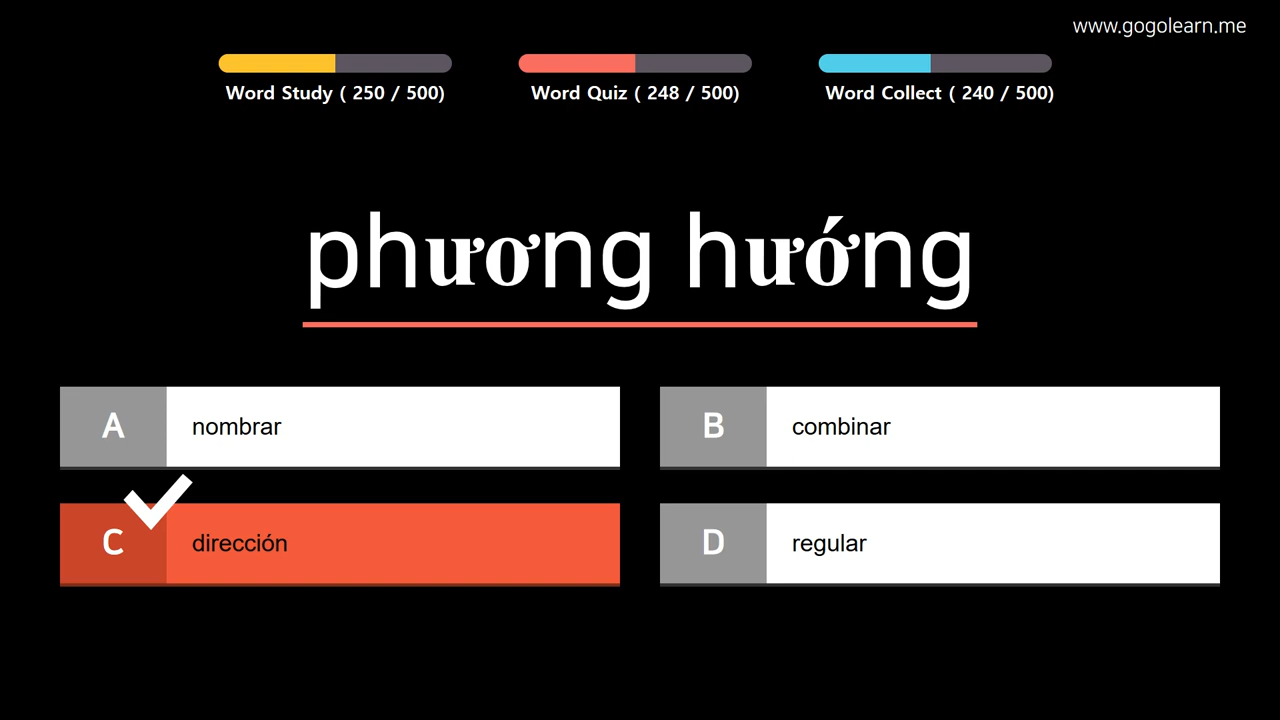 www.gogolearn.me
Word Study ( 250 / 500)
Word Quiz ( 248 / 500)
Word Collect ( 240 / 500)
phương hướng
A nombrar
B combinar
C dirección
D regular